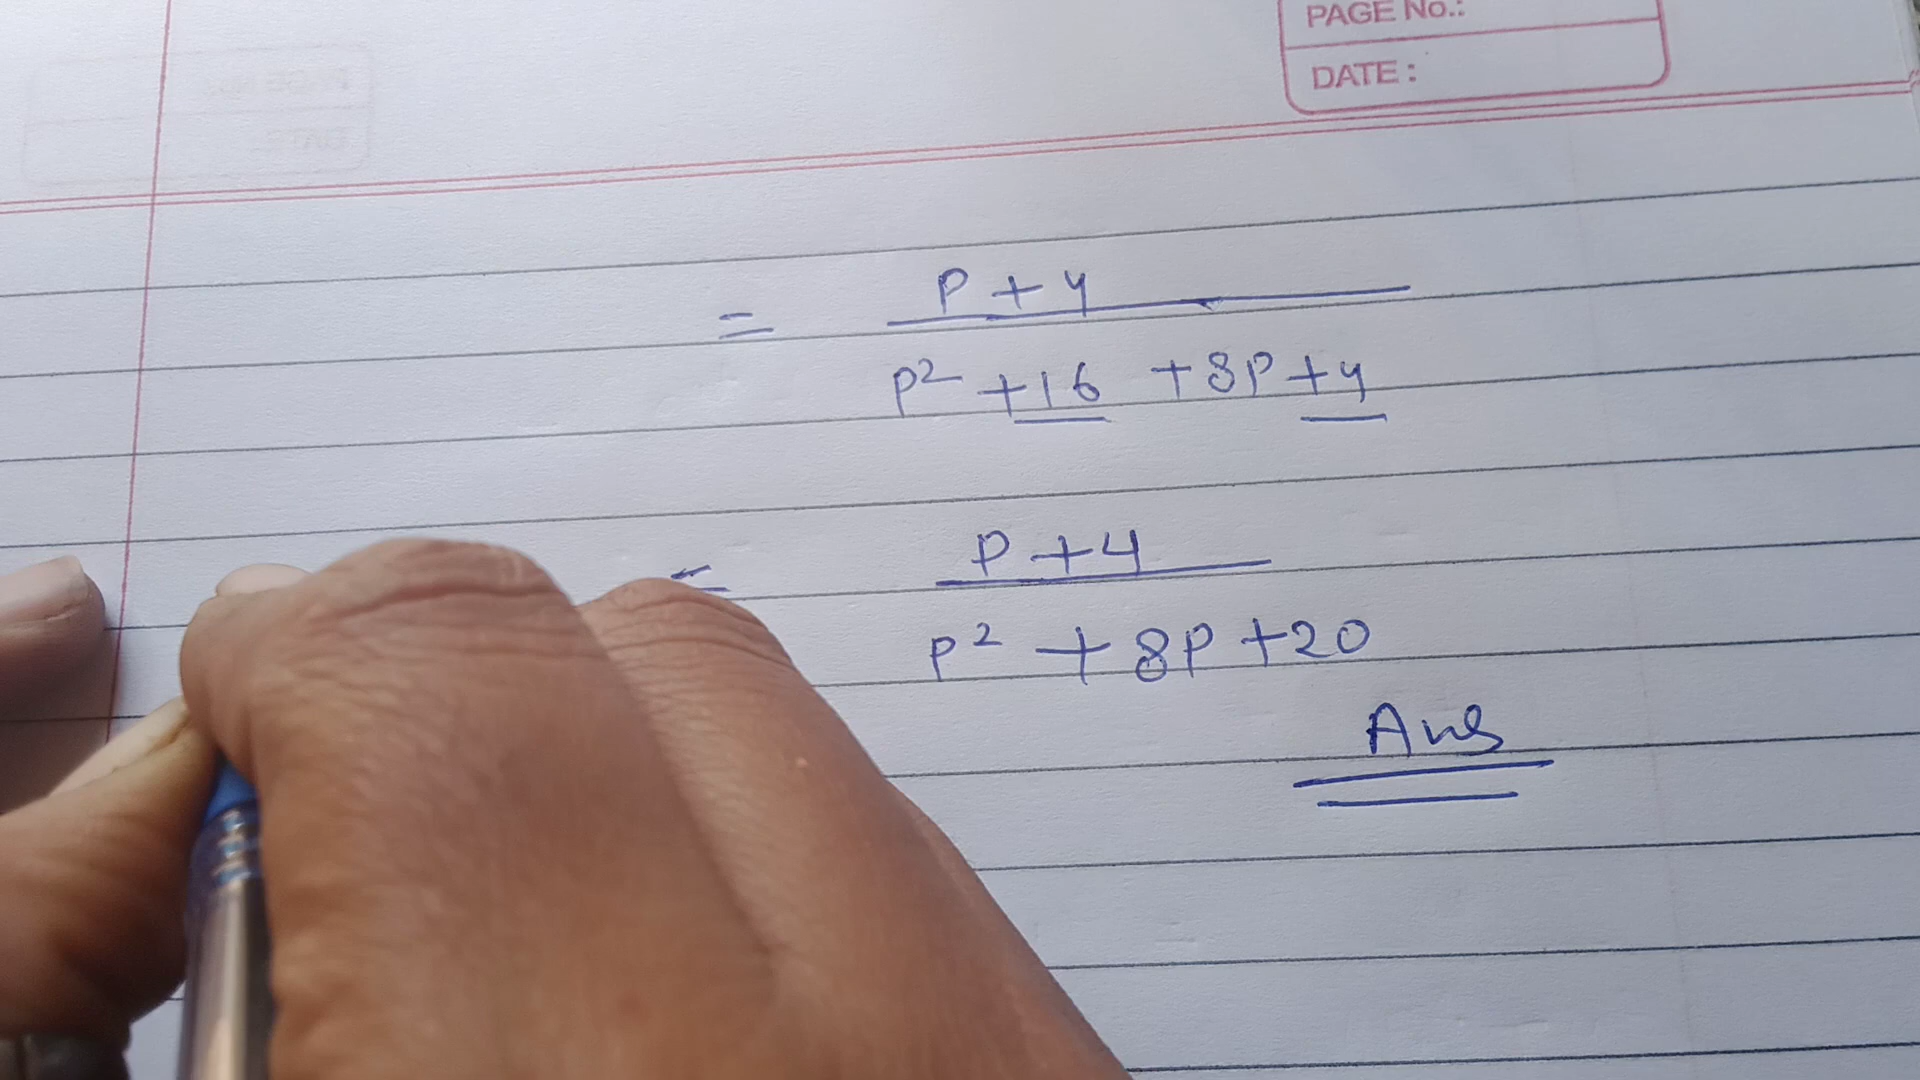 PAGE No.:
DATE :
= P + 4
P² + 16 + 8P + 4
= P + 4
P² + 8P + 20
Ans